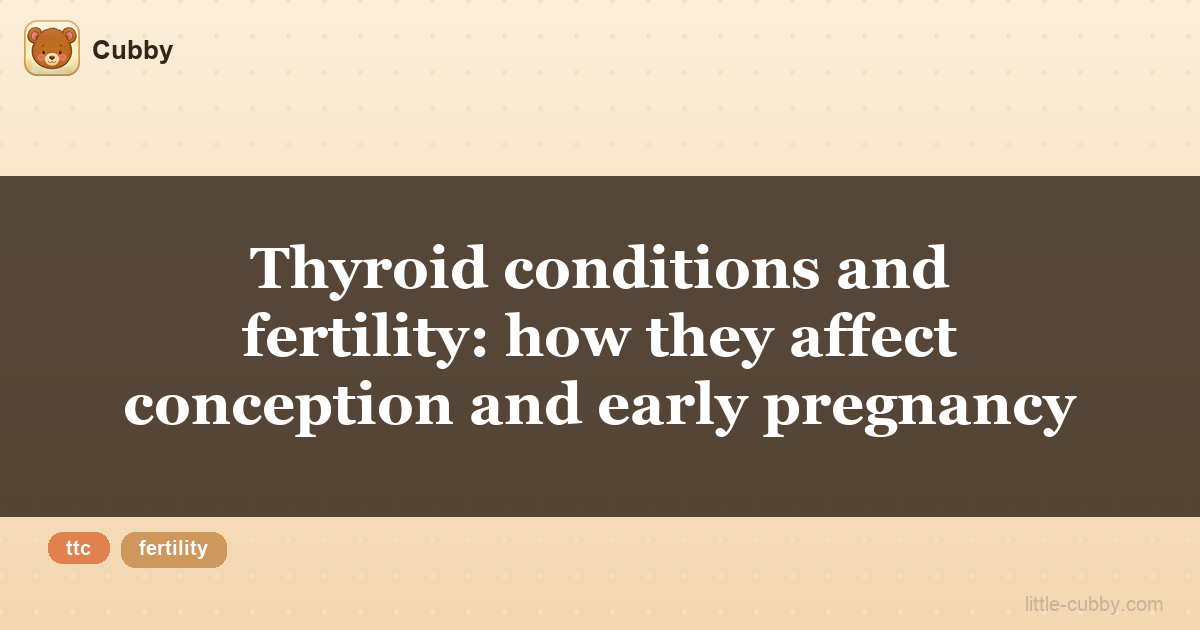 Cubby
Thyroid conditions and
fertility: how they affect
conception and early pregnancy
ttc
fertility
little-cubby.com